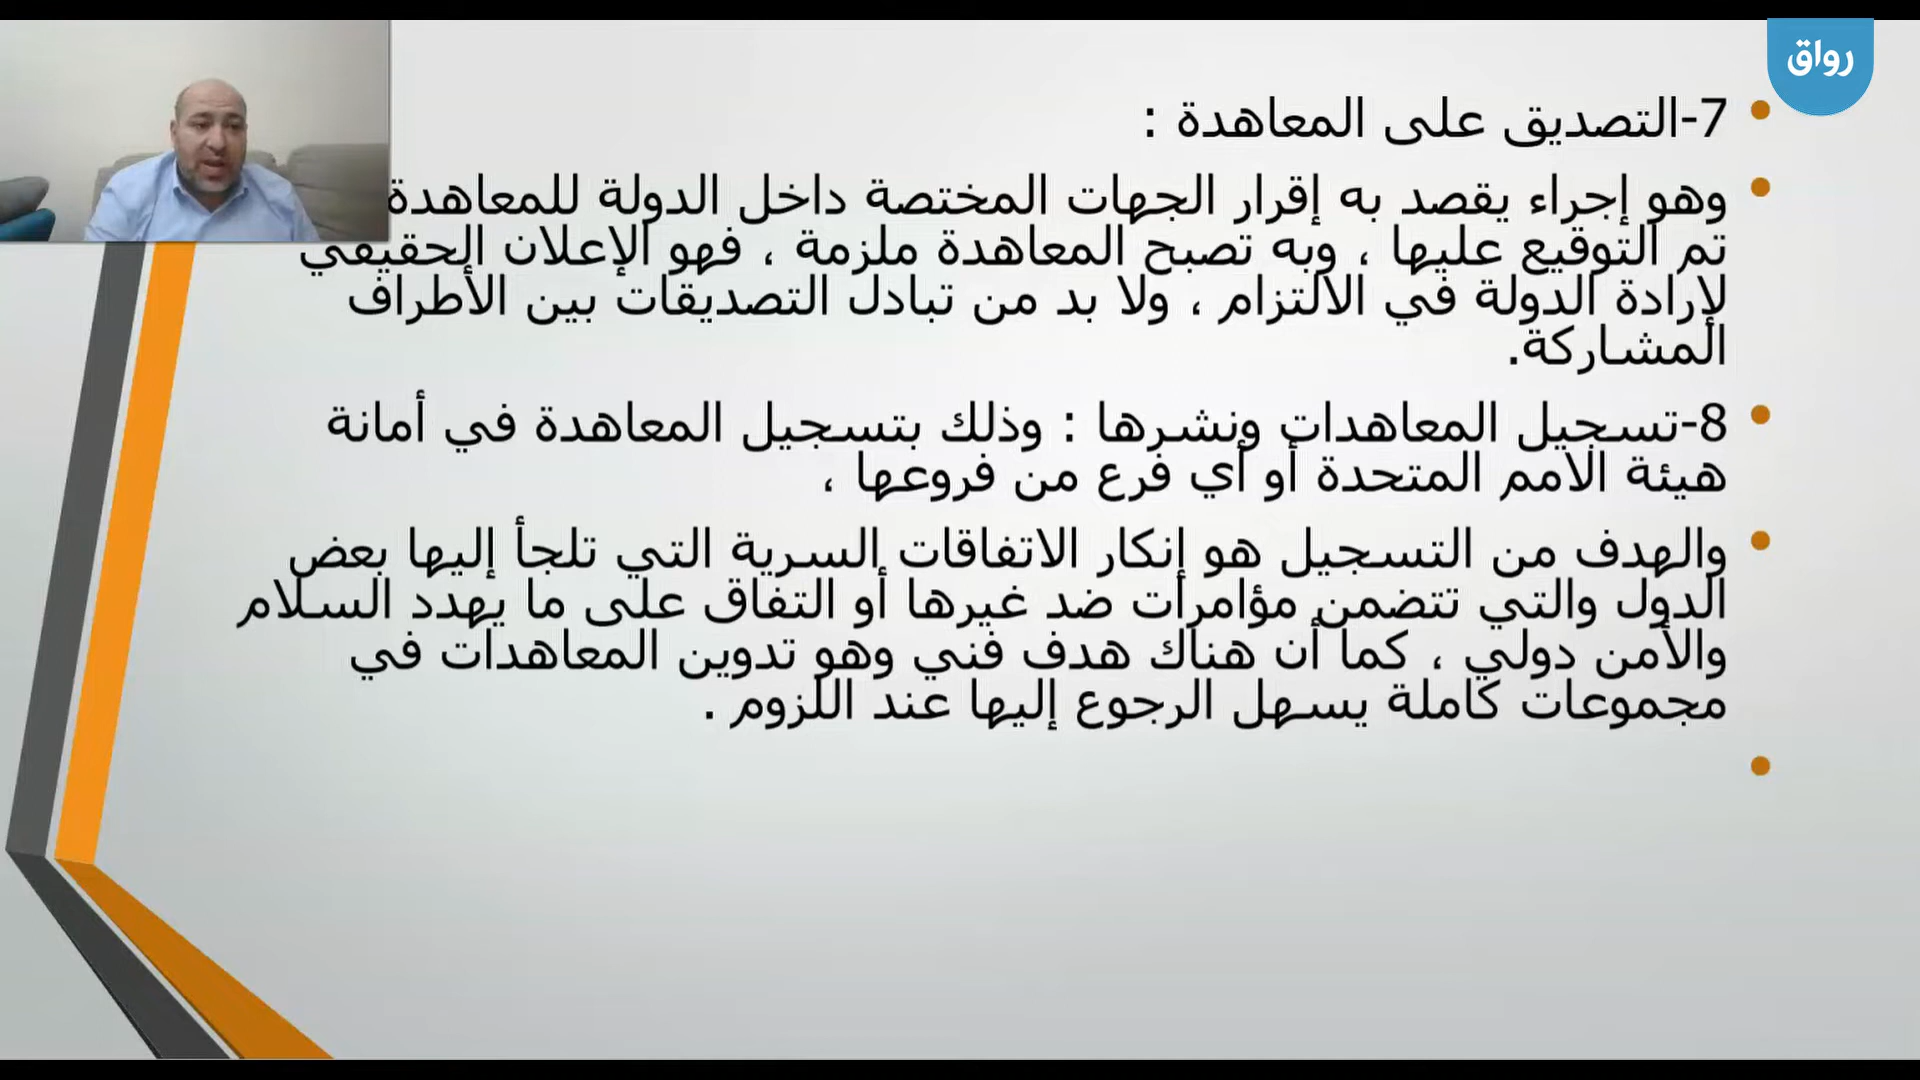 رواق
7-التصديق على المعاهدة :
وهو إجراء يقصد به إقرار الجهات المختصة داخل الدولة للمعاهدة
تم التوقيع عليها ، وبه تصبح المعاهدة ملزمة ، فهو الإعلان الحقيقي
لإرادة الدولة في الالتزام ، ولا بد من تبادل التصديقات بين الأطراف
المشاركة.
8-تسجيل المعاهدات ونشرها : وذلك بتسجيل المعاهدة في أمانة
هيئة الامم المتحدة أو أي فرع من فروعها ،
والهدف من التسجيل هو إنكار الاتفاقات السرية التي تلجأ إليها بعض
الدول والتي تتضمن مؤامرات ضد غيرها أو التفاق على ما يهدد السلام
والأمن دولي ، كما أن هناك هدف فني وهو تدوين المعاهدات في
مجموعات كاملة يسهل الرجوع إليها عند اللزوم .